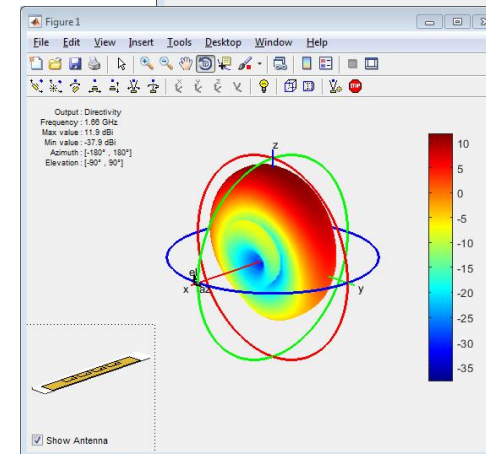 Figure 1
File Edit View Insert Tools Desktop Window Help
Output : Directivity
Frequency : 1.66 GHz
Max value : 11.9 dBi
Min value : -37.9 dBi
Azimuth : [-180° , 180°]
Elevation : [-90° , 90°]
z
el
x az
y
10
5
0
-5
-10
-15
-20
-25
-30
-35
Show Antenna